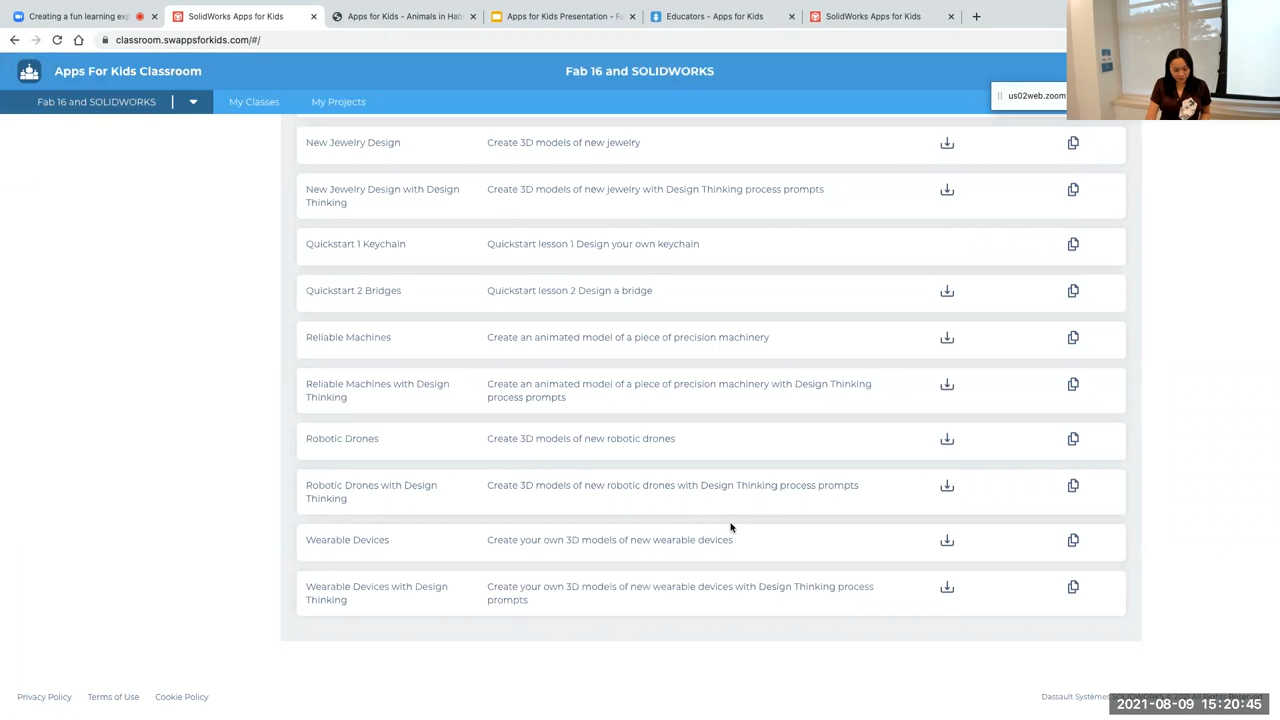 Creating a fun learning exp
SolidWorks Apps for Kids
Apps for Kids - Animals in Hab
Apps for Kids Presentation - Fa
Educators - Apps for Kids
SolidWorks Apps for Kids
classroom.swappsforkids.com/#/
Apps For Kids Classroom
Fab 16 and SOLIDWORKS
us02web.zoom
Fab 16 and SOLIDWORKS
My Classes
My Projects
New Jewelry Design
Create 3D models of new jewelry
New Jewelry Design with Design
Thinking
Create 3D models of new jewelry with Design Thinking process prompts
Quickstart 1 Keychain
Quickstart lesson 1 Design your own keychain
Quickstart 2 Bridges
Quickstart lesson 2 Design a bridge
Reliable Machines
Create an animated model of a piece of precision machinery
Reliable Machines with Design
Thinking
Create an animated model of a piece of precision machinery with Design Thinking
process prompts
Robotic Drones
Create 3D models of new robotic drones
Robotic Drones with Design
Thinking
Create 3D models of new robotic drones with Design Thinking process prompts
Wearable Devices
Create your own 3D models of new wearable devices
Wearable Devices with Design
Thinking
Create your own 3D models of new wearable devices with Design Thinking process
prompts
Privacy Policy
Terms of Use
Cookie Policy
Dassault Systèmes
2021-08-09 15:20:45